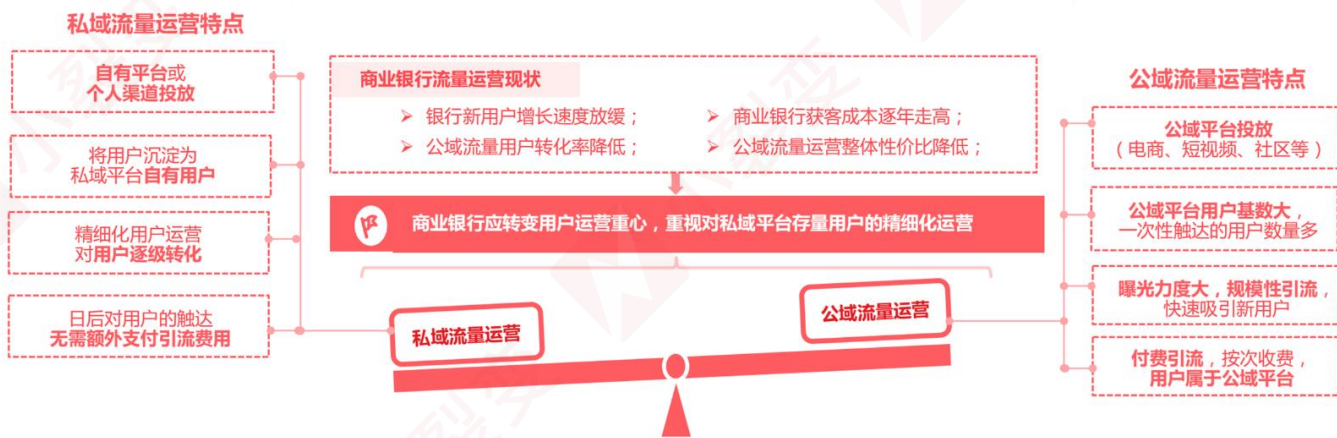 私域流量运营特点
自有平台或
个人渠道投放
将用户沉淀为
私域平台自有用户
精细化用户运营
对用户逐级转化
日后对用户的触达
无需额外支付引流费用
商业银行流量运营现状
➢ 银行新用户增长速度放缓；
➢ 商业银行获客成本逐年走高；
➢ 公域流量用户转化率降低；
➢ 公域流量运营整体性价比降低；
商业银行应转变用户运营重心，重视对私域平台存量用户的精细化运营
私域流量运营
公域流量运营
公域流量运营特点
公域平台投放
（电商、短视频、社区等）
公域平台用户基数大，
一次性触达的用户数量多
曝光力度大，规模性引流，
快速吸引新用户
付费引流，按次收费，
用户属于公域平台
小裂变
小裂变
裂变